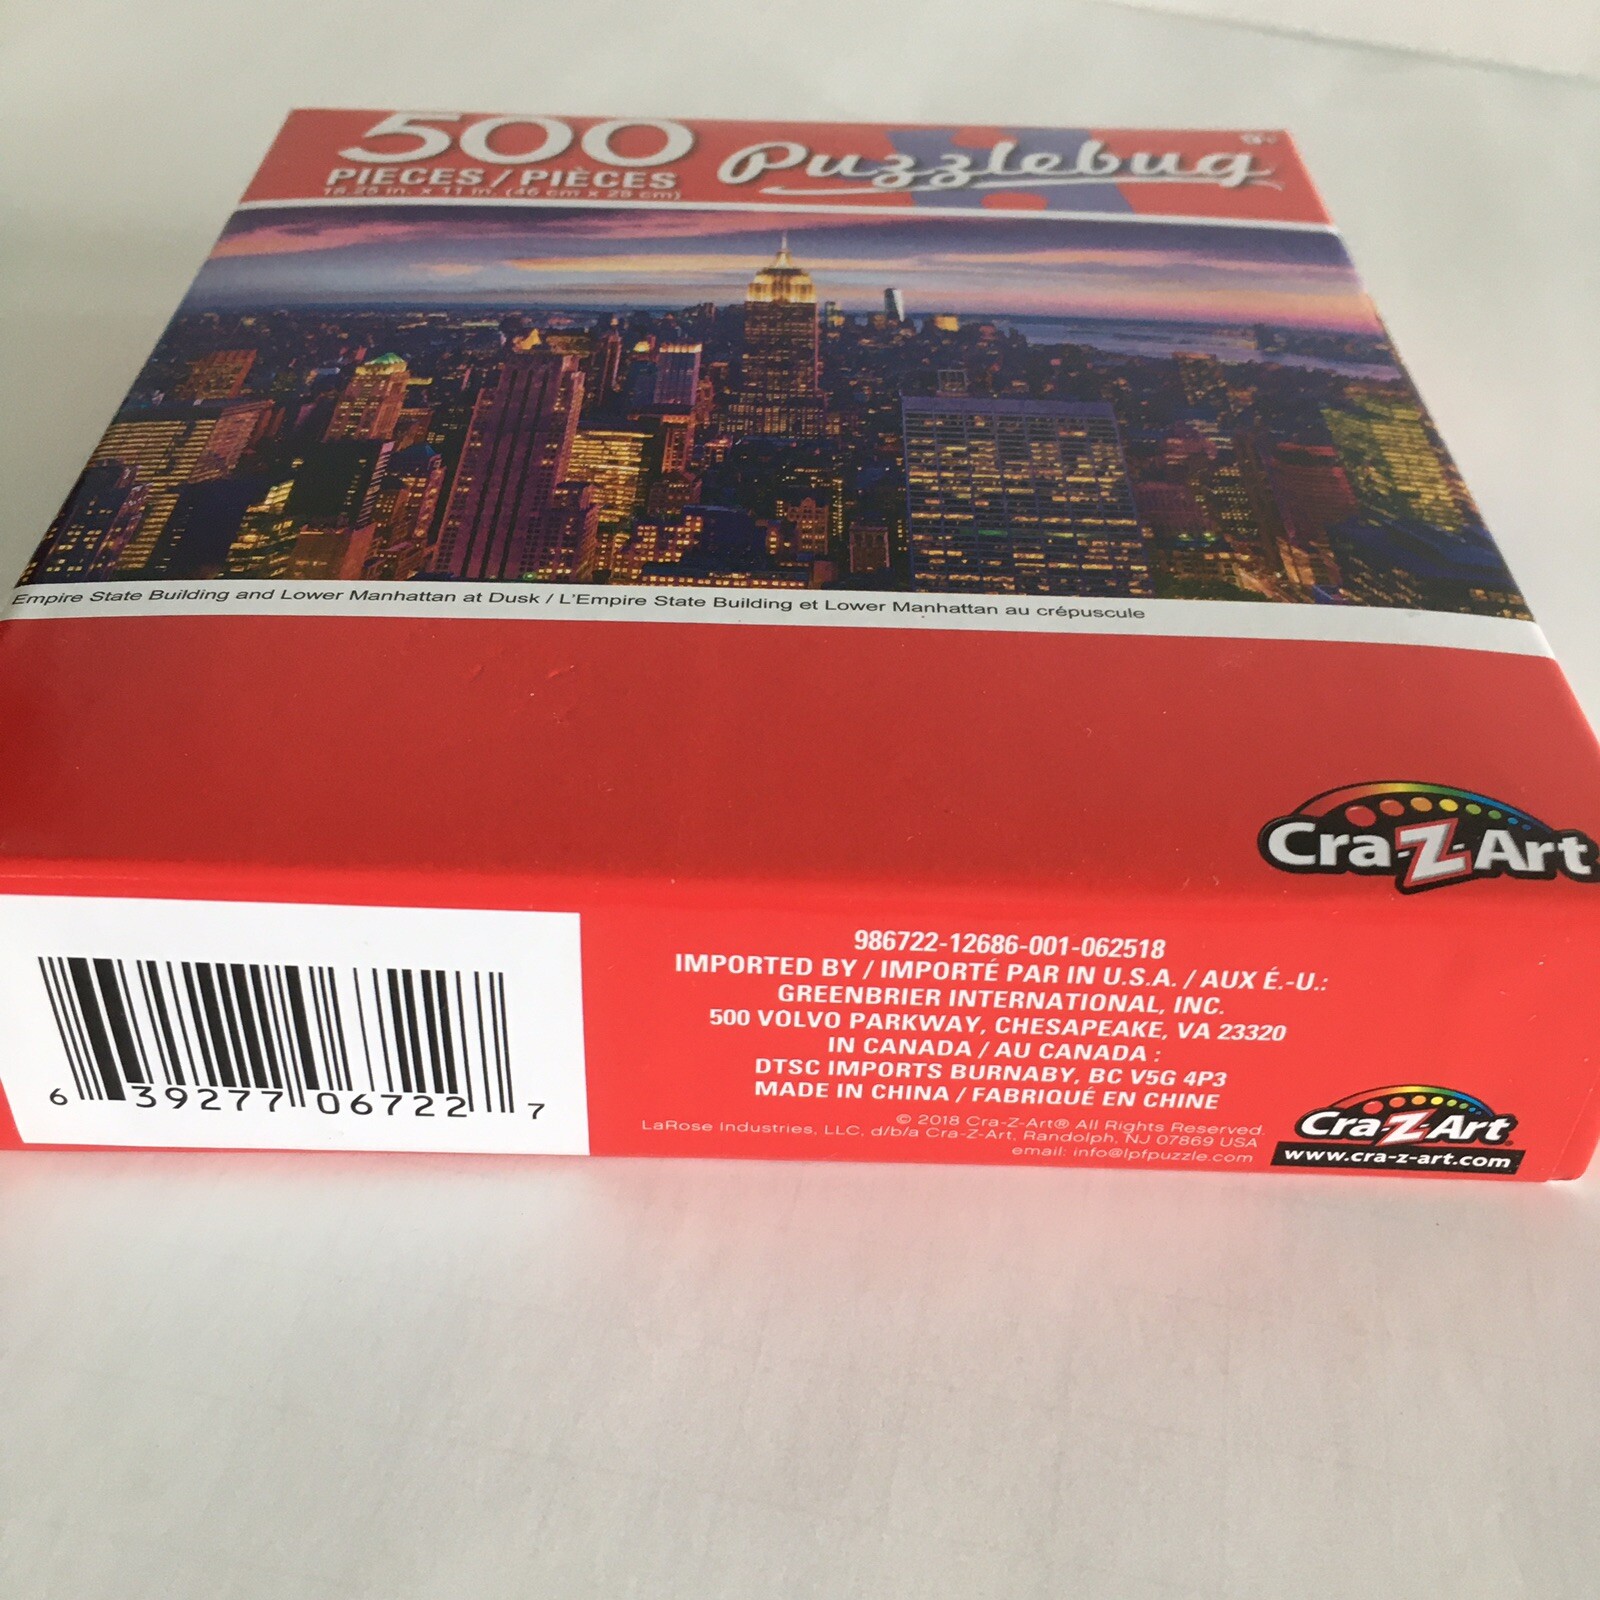 500
PIECES / PIÈCES
18.25 in. x 11 in. (46 cm x 28 cm)
Puzzlebug
Empire State Building and Lower Manhattan at Dusk / L'Empire State Building et Lower Manhattan au crépuscule
Cra-Z-Art
6 39277 06722 7
986722-12686-001-062518
IMPORTED BY / IMPORTÉ PAR IN U.S.A. / AUX É.-U.:
GREENBRIER INTERNATIONAL, INC.
500 VOLVO PARKWAY, CHESAPEAKE, VA 23320
IN CANADA / AU CANADA :
DTSC IMPORTS BURNABY, BC V5G 4P3
MADE IN CHINA / FABRIQUÉ EN CHINE
© 2018 Cra-Z-Art® All Rights Reserved.
LaRose Industries, LLC, d/b/a Cra-Z-Art, Randolph, NJ 07869 USA
email: info@lpfpuzzle.com
Cra-Z-Art
www.cra-z-art.com